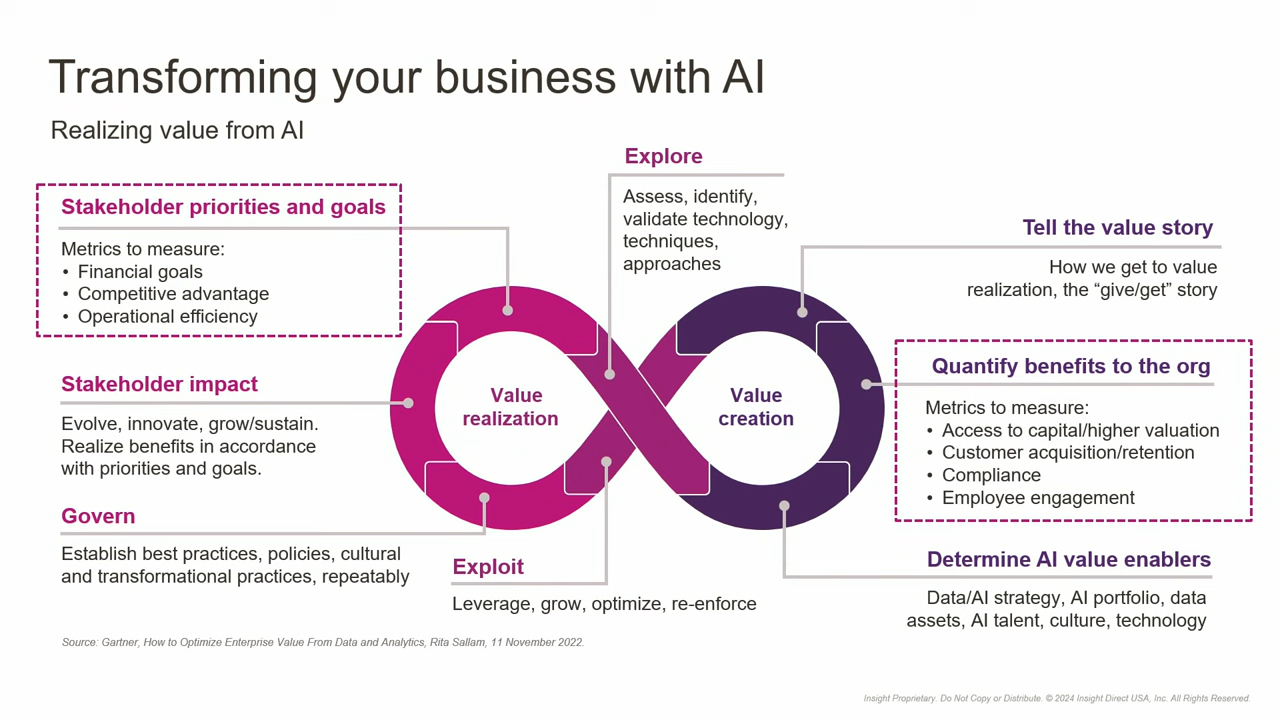 Transforming your business with AI
Realizing value from AI
Stakeholder priorities and goals
Metrics to measure:
• Financial goals
• Competitive advantage
• Operational efficiency
Stakeholder impact
Evolve, innovate, grow/sustain.
Realize benefits in accordance
with priorities and goals.
Govern
Establish best practices, policies, cultural
and transformational practices, repeatably
Explore
Assess, identify,
validate technology,
techniques,
approaches
Value
realization
Value
creation
Exploit
Leverage, grow, optimize, re-enforce
Tell the value story
How we get to value
realization, the “give/get” story
Quantify benefits to the org
Metrics to measure:
• Access to capital/higher valuation
• Customer acquisition/retention
• Compliance
• Employee engagement
Determine AI value enablers
Data/AI strategy, AI portfolio, data
assets, AI talent, culture, technology
Source: Gartner, How to Optimize Enterprise Value From Data and Analytics, Rita Sallam, 11 November 2022.
Insight Proprietary. Do Not Copy or Distribute. © 2024 Insight Direct USA, Inc. All Rights Reserved.